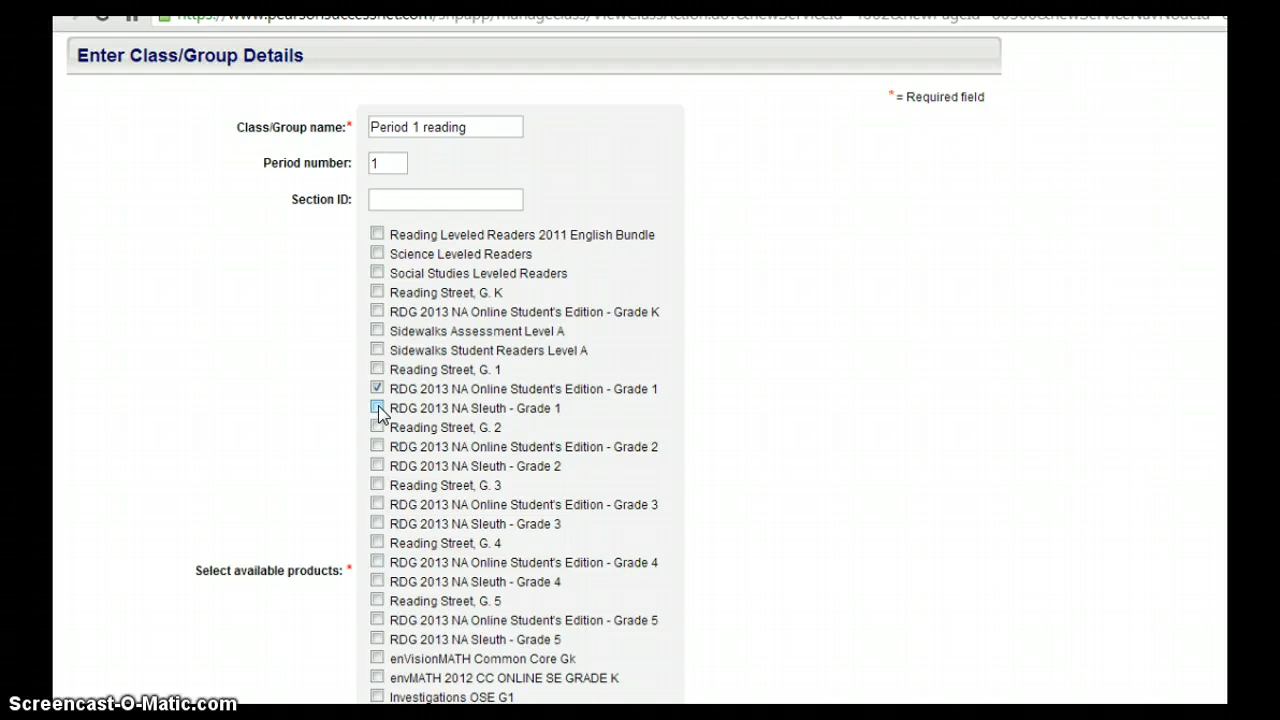 Enter Class/Group Details
* = Required field
Class/Group name:* Period 1 reading
Period number: 1
Section ID:
Reading Leveled Readers 2011 English Bundle
Science Leveled Readers
Social Studies Leveled Readers
Reading Street, G. K
RDG 2013 NA Online Student's Edition - Grade K
Sidewalks Assessment Level A
Sidewalks Student Readers Level A
Reading Street, G. 1
RDG 2013 NA Online Student's Edition - Grade 1
RDG 2013 NA Sleuth - Grade 1
Reading Street, G. 2
RDG 2013 NA Online Student's Edition - Grade 2
RDG 2013 NA Sleuth - Grade 2
Reading Street, G. 3
RDG 2013 NA Online Student's Edition - Grade 3
RDG 2013 NA Sleuth - Grade 3
Reading Street, G. 4
RDG 2013 NA Online Student's Edition - Grade 4
Select available products: *
RDG 2013 NA Sleuth - Grade 4
Reading Street, G. 5
RDG 2013 NA Online Student's Edition - Grade 5
RDG 2013 NA Sleuth - Grade 5
enVisionMATH Common Core Gk
envMATH 2012 CC ONLINE SE GRADE K
Investigations OSE G1
Screencast-O-Matic.com